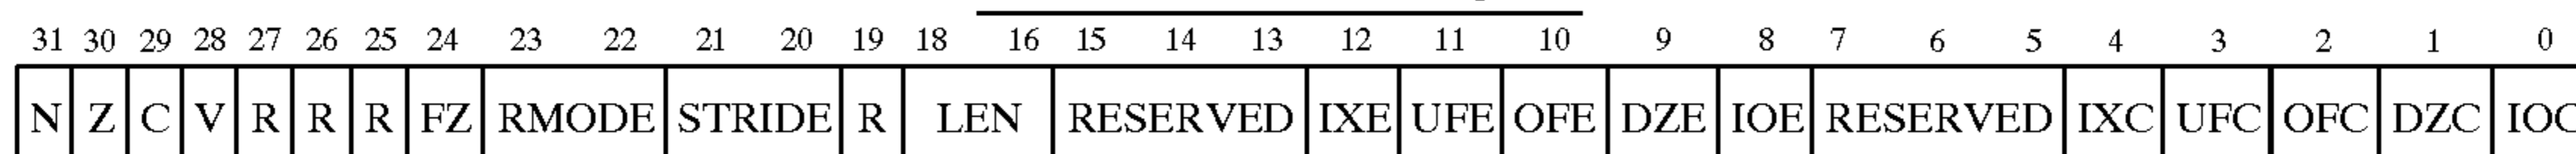 31 30 29 28 27 26 25 24 23 22 21 20 19 18 16 15 14 13 12 11 10 9 8 7 6 5 4 3 2 1 0
N Z C V R R R FZ RMODE STRIDE R LEN RESERVED IXE UFE OFE DZE IOE RESERVED IXC UFC OFC DZC IOC